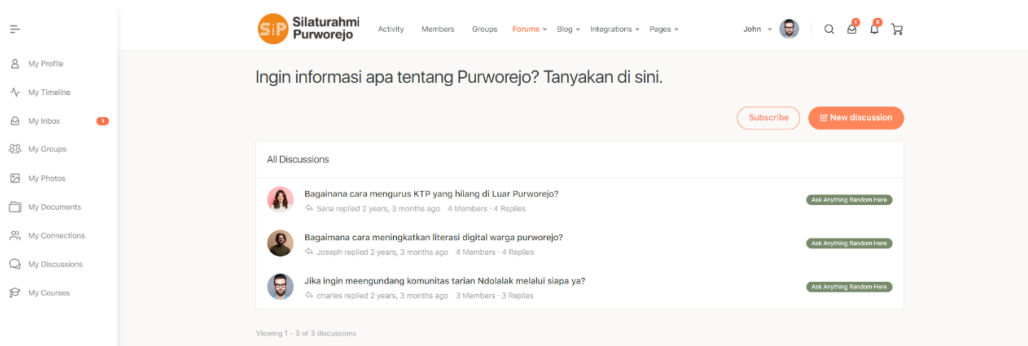 SiP Silaturahmi Purworejo
Activity Members Groups Forums Blog Integrations Pages
John
1
8
My Profile
My Timeline
My Inbox 1
My Groups
My Photos
My Documents
My Connections
My Discussions
My Courses
Ingin informasi apa tentang Purworejo? Tanyakan di sini.
Subscribe
New discussion
All Discussions
Bagainana cara mengurus KTP yang hilang di Luar Purworejo?
Sana replied 2 years, 3 months ago 4 Members · 4 Replies
Ask Anything Random Here
Bagaimana cara meningkatkan literasi digital warga purworejo?
Joseph replied 2 years, 3 months ago 4 Members · 4 Replies
Ask Anything Random Here
Jika ingin meengundang komunitas tarian Ndolalak melalui siapa ya?
charles replied 2 years, 3 months ago 3 Members · 3 Replies
Ask Anything Random Here
Viewing 1 - 3 of 3 discussions